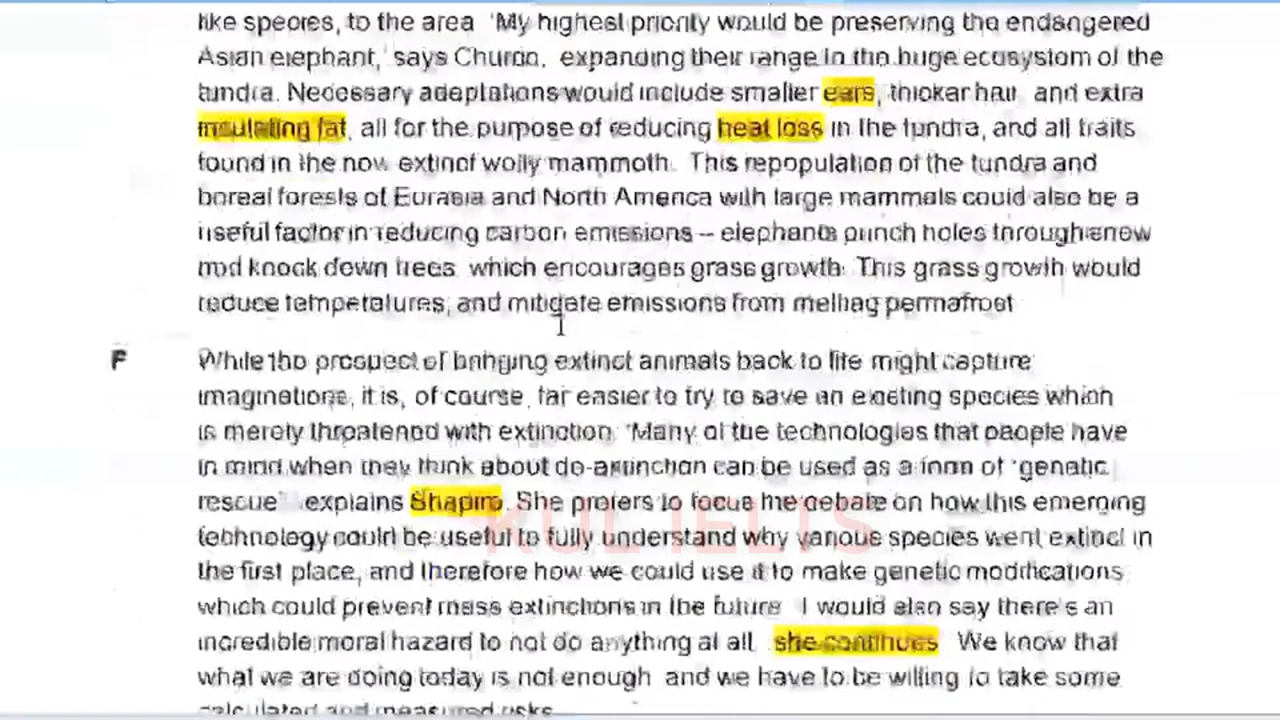 like species, to the area 'My highest priority would be preserving the endangered
Asian elephant,' says Church, expanding their range in the huge ecosystem of the
tundra. Necessary adaptations would include smaller ears, thicker hair and extra
insulating fat, all for the purpose of reducing heat loss in the tundra, and all traits
found in the now extinct wolly mammoth. This repopulation of the tundra and
boreal forests of Eurasia and North America with large mammals could also be a
useful factor in reducing carbon emissions – elephants punch holes through snow
and knock down trees which encourages grass growth. This grass growth would
reduce temperatures, and mitigate emissions from melting permafrost
F While the prospect of bringing extinct animals back to life might capture
imaginations, it is, of course, far easier to try to save an existing species which
is merely threatened with extinction 'Many of the technologies that people have
in mind when they think about de-extinction can be used as a form of "genetic
rescue" explains Shapiro. She prefers to focus the debate on how this emerging
technology could be useful to fully understand why various species went extinct in
the first place, and therefore how we could use it to make genetic modifications
which could prevent mass extinctions in the future I would also say there's an
incredible moral hazard to not do anything at all she continues We know that
what we are doing today is not enough and we have to be willing to take some
calculated and measured risks
KUL IELTS